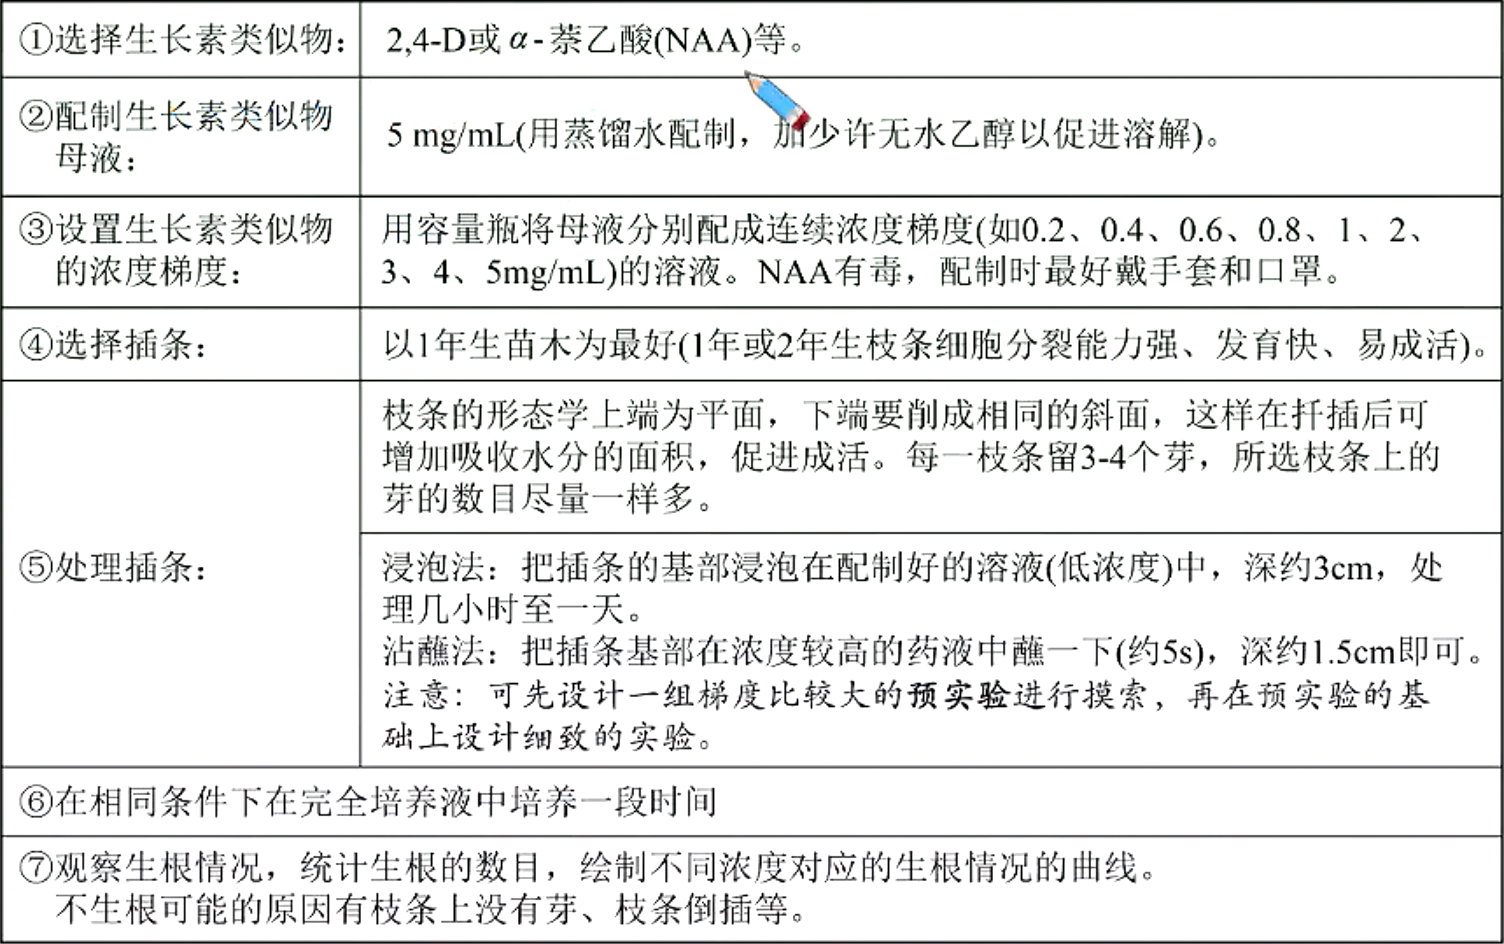 ①选择生长素类似物：
2,4-D或α-萘乙酸(NAA)等。
②配制生长素类似物
母液：
5 mg/mL(用蒸馏水配制，加少许无水乙醇以促进溶解)。
③设置生长素类似物
的浓度梯度：
用容量瓶将母液分别配成连续浓度梯度(如0.2、0.4、0.6、0.8、1、2、
3、4、5mg/mL)的溶液。NAA有毒，配制时最好戴手套和口罩。
④选择插条：
以1年生苗木为最好(1年或2年生枝条细胞分裂能力强、发育快、易成活)。
⑤处理插条：
枝条的形态学上端为平面，下端要削成相同的斜面，这样在扦插后可
增加吸收水分的面积，促进成活。每一枝条留3-4个芽，所选枝条上的
芽的数目尽量一样多。
浸泡法：把插条的基部浸泡在配制好的溶液(低浓度)中，深约3cm，处
理几小时至一天。
沾蘸法：把插条基部在浓度较高的药液中蘸一下(约5s)，深约1.5cm即可。
注意：可先设计一组梯度比较大的预实验进行摸索，再在预实验的基
础上设计细致的实验。
⑥在相同条件下在完全培养液中培养一段时间
⑦观察生根情况，统计生根的数目，绘制不同浓度对应的生根情况的曲线。
不生根可能的原因有枝条上没有芽、枝条倒插等。